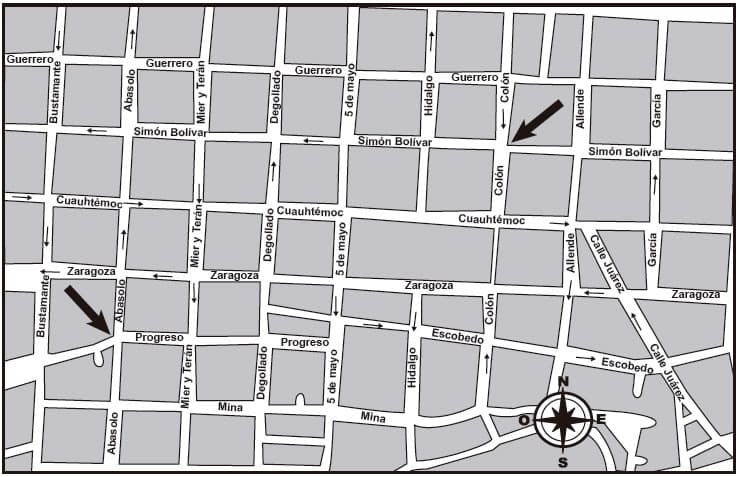 Guerrero
Guerrero
Guerrero
Guerrero
Bustamante
Abasolo
Mier y Terán
Degollado
5 de mayo
Hidalgo
Colón
Allende
García
Simón Bolívar
Simón Bolívar
Simón Bolívar
Colón
Cuauhtémoc
Cuauhtémoc
Cuauhtémoc
Mier y Terán
Degollado
5 de mayo
Allende
Calle Juárez
García
Zaragoza
Zaragoza
Zaragoza
Zaragoza
Bustamante
Abasolo
Colón
Progreso
Progreso
Escobedo
Escobedo
Mier y Terán
Degollado
5 de mayo
Hidalgo
Calle Juárez
Mina
Mina
Abasolo
N
O
E
S